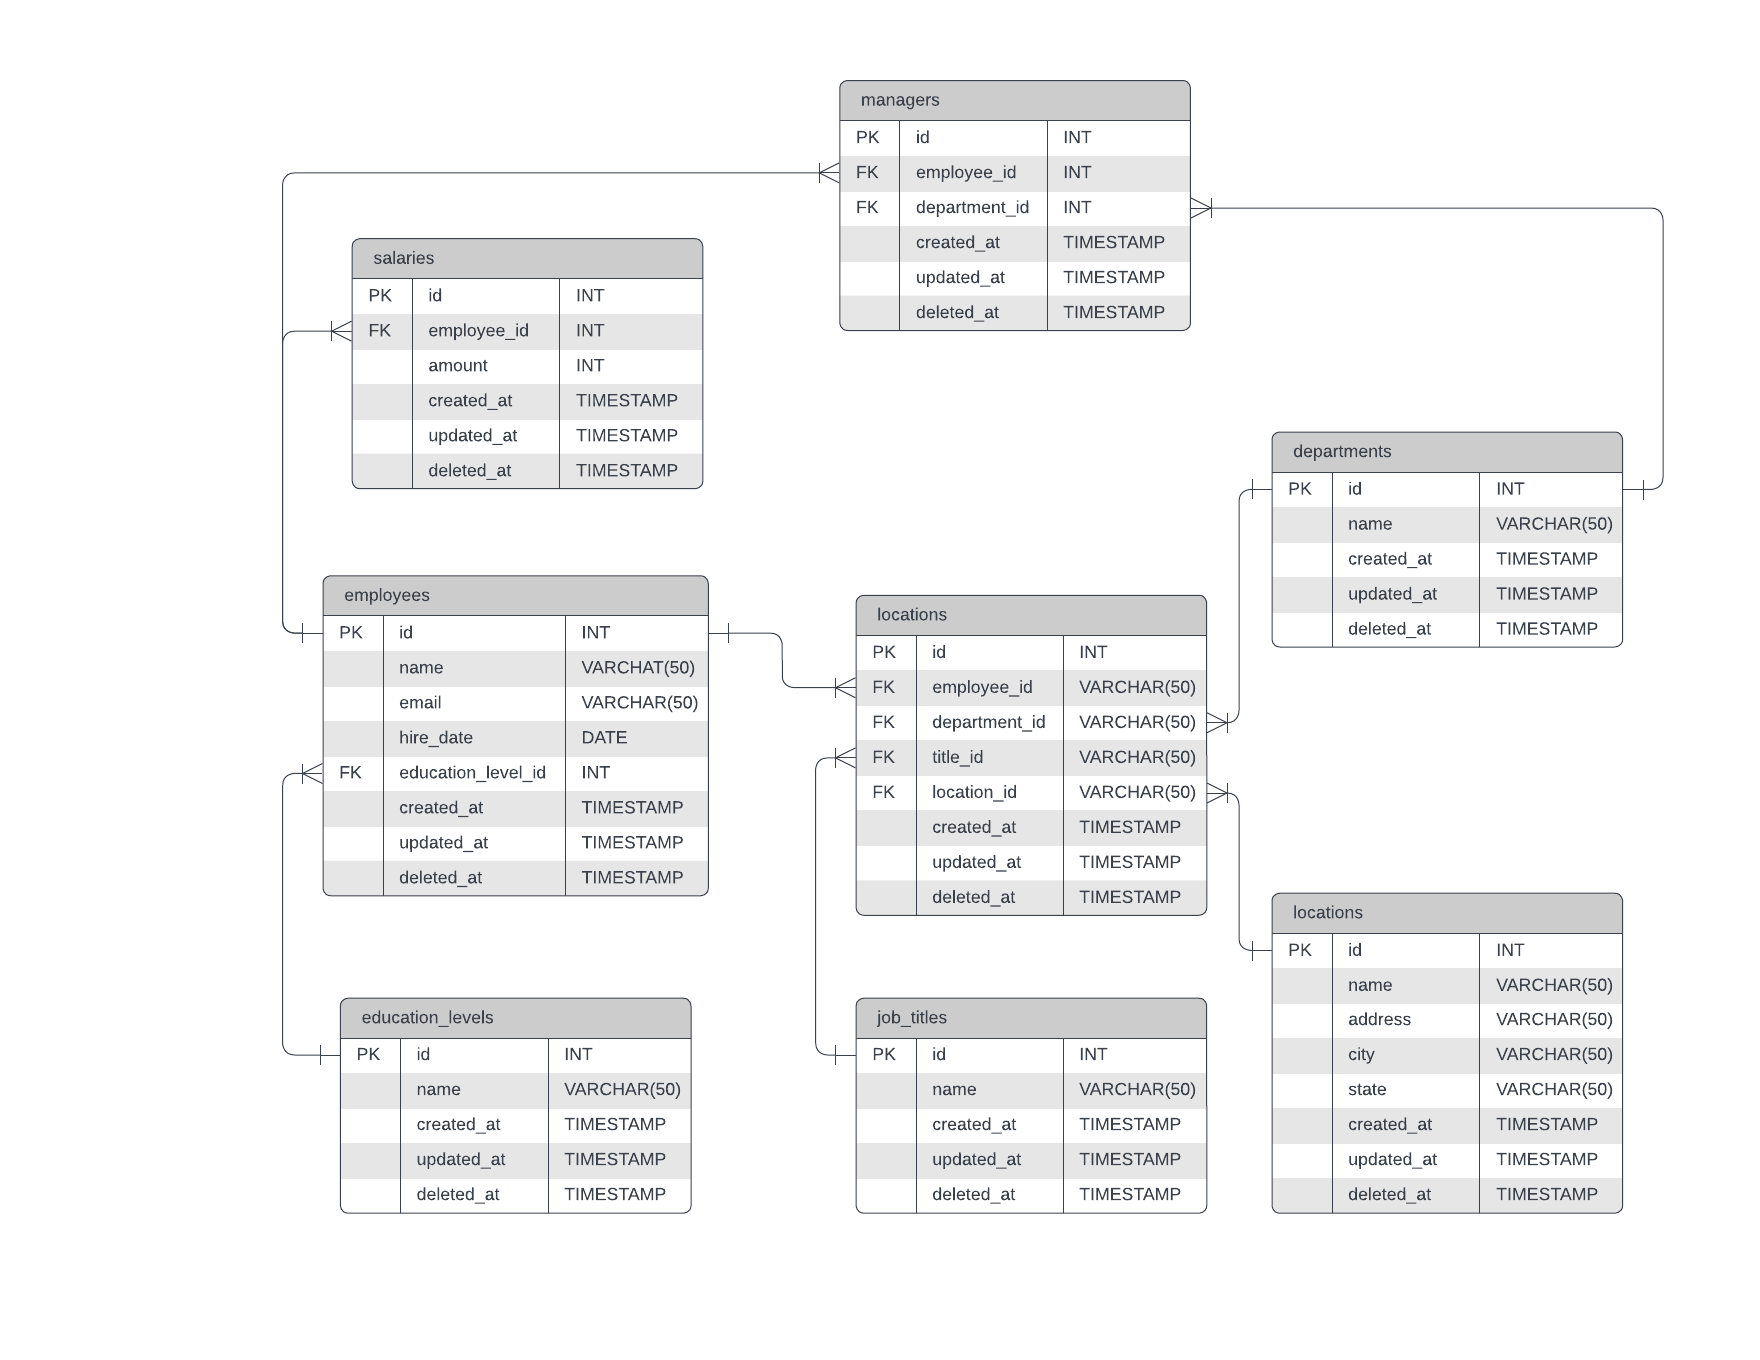 managers
PK id INT
FK employee_id INT
FK department_id INT
created_at TIMESTAMP
updated_at TIMESTAMP
deleted_at TIMESTAMP
salaries
PK id INT
FK employee_id INT
amount INT
created_at TIMESTAMP
updated_at TIMESTAMP
deleted_at TIMESTAMP
departments
PK id INT
name VARCHAR(50)
created_at TIMESTAMP
updated_at TIMESTAMP
deleted_at TIMESTAMP
employees
PK id INT
name VARCHAT(50)
email VARCHAR(50)
hire_date DATE
FK education_level_id INT
created_at TIMESTAMP
updated_at TIMESTAMP
deleted_at TIMESTAMP
locations
PK id INT
FK employee_id VARCHAR(50)
FK department_id VARCHAR(50)
FK title_id VARCHAR(50)
FK location_id VARCHAR(50)
created_at TIMESTAMP
updated_at TIMESTAMP
deleted_at TIMESTAMP
locations
PK id INT
name VARCHAR(50)
address VARCHAR(50)
city VARCHAR(50)
state VARCHAR(50)
created_at TIMESTAMP
updated_at TIMESTAMP
deleted_at TIMESTAMP
education_levels
PK id INT
name VARCHAR(50)
created_at TIMESTAMP
updated_at TIMESTAMP
deleted_at TIMESTAMP
job_titles
PK id INT
name VARCHAR(50)
created_at TIMESTAMP
updated_at TIMESTAMP
deleted_at TIMESTAMP